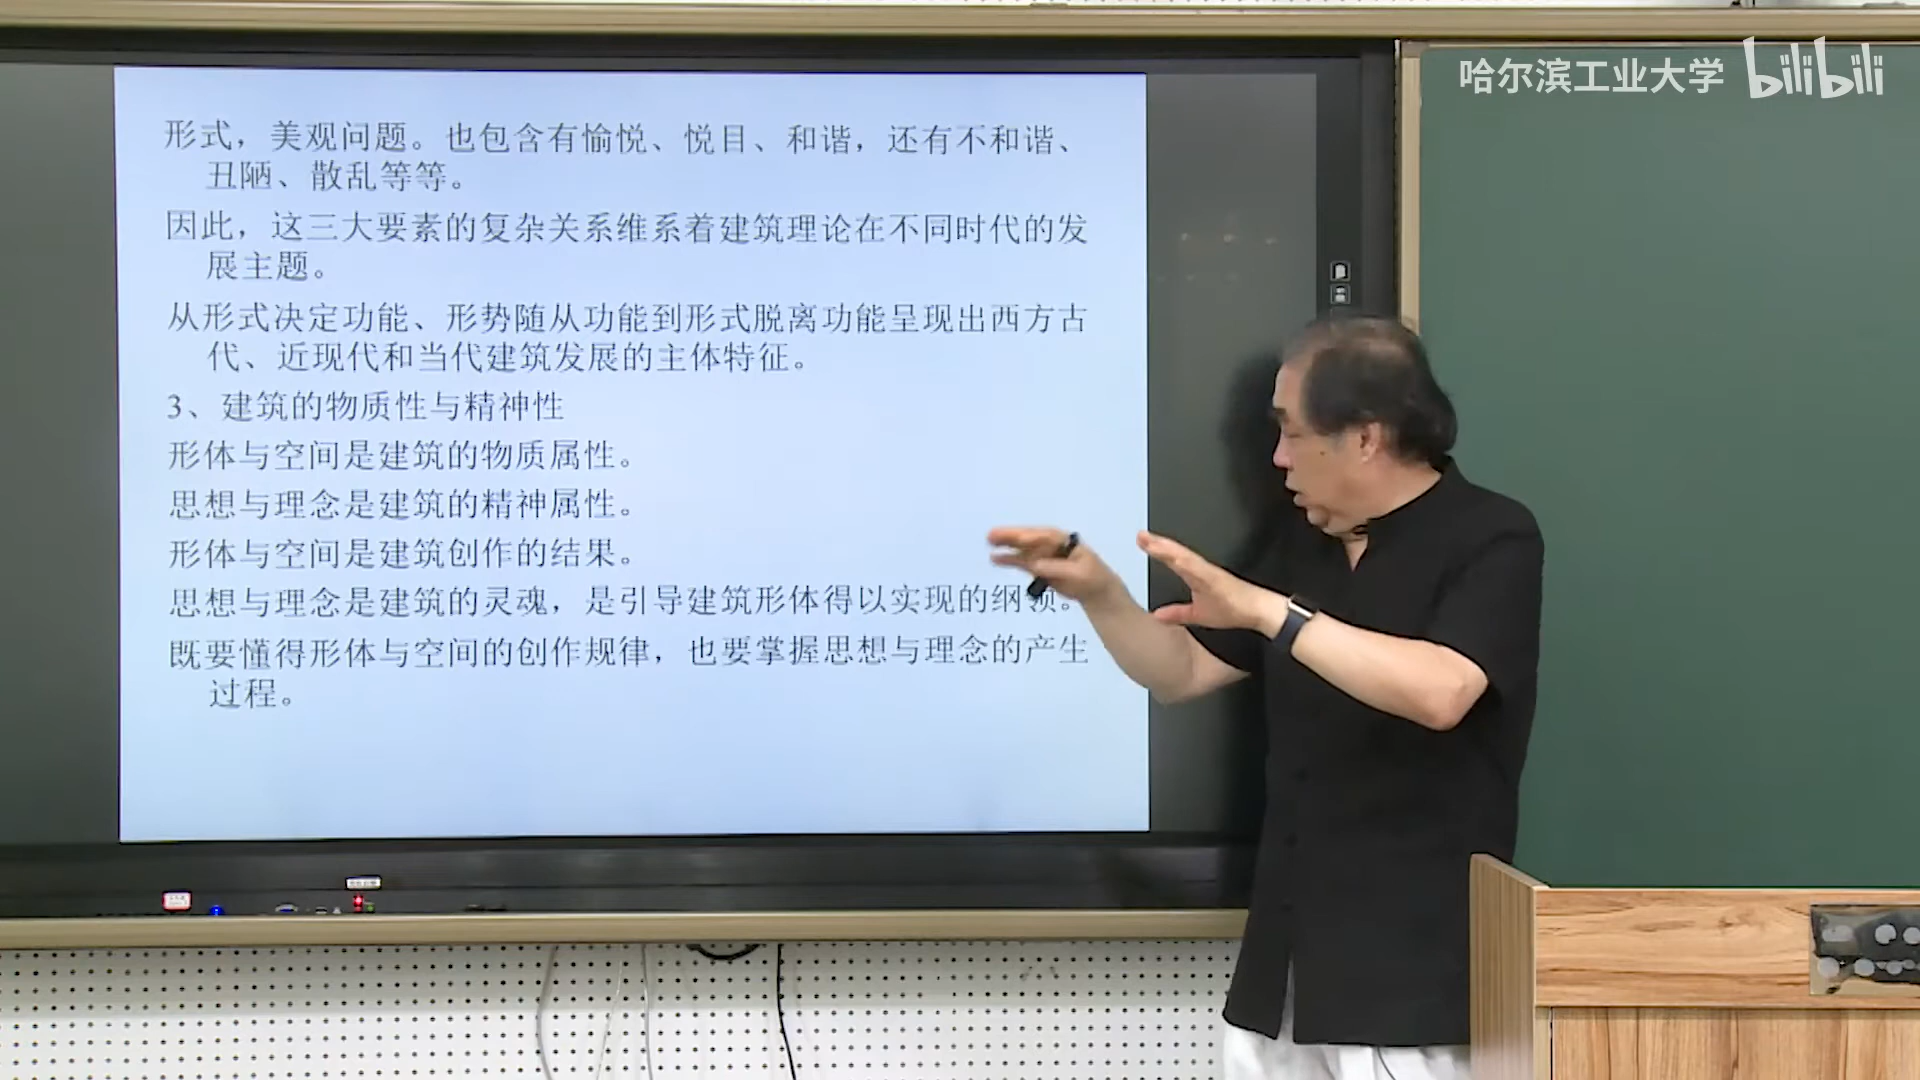 哈尔滨工业大学 bilibili
形式，美观问题。也包含有愉悦、悦目、和谐，还有不和谐、
丑陋、散乱等等。
因此，这三大要素的复杂关系维系着建筑理论在不同时代的发
展主题。
从形式决定功能、形势随从功能到形式脱离功能呈现出西方古
代、近现代和当代建筑发展的主体特征。
3、建筑的物质性与精神性
形体与空间是建筑的物质属性。
思想与理念是建筑的精神属性。
形体与空间是建筑创作的结果。
思想与理念是建筑的灵魂，是引导建筑形体得以实现的纲领。
既要懂得形体与空间的创作规律，也要掌握思想与理念的产生
过程。